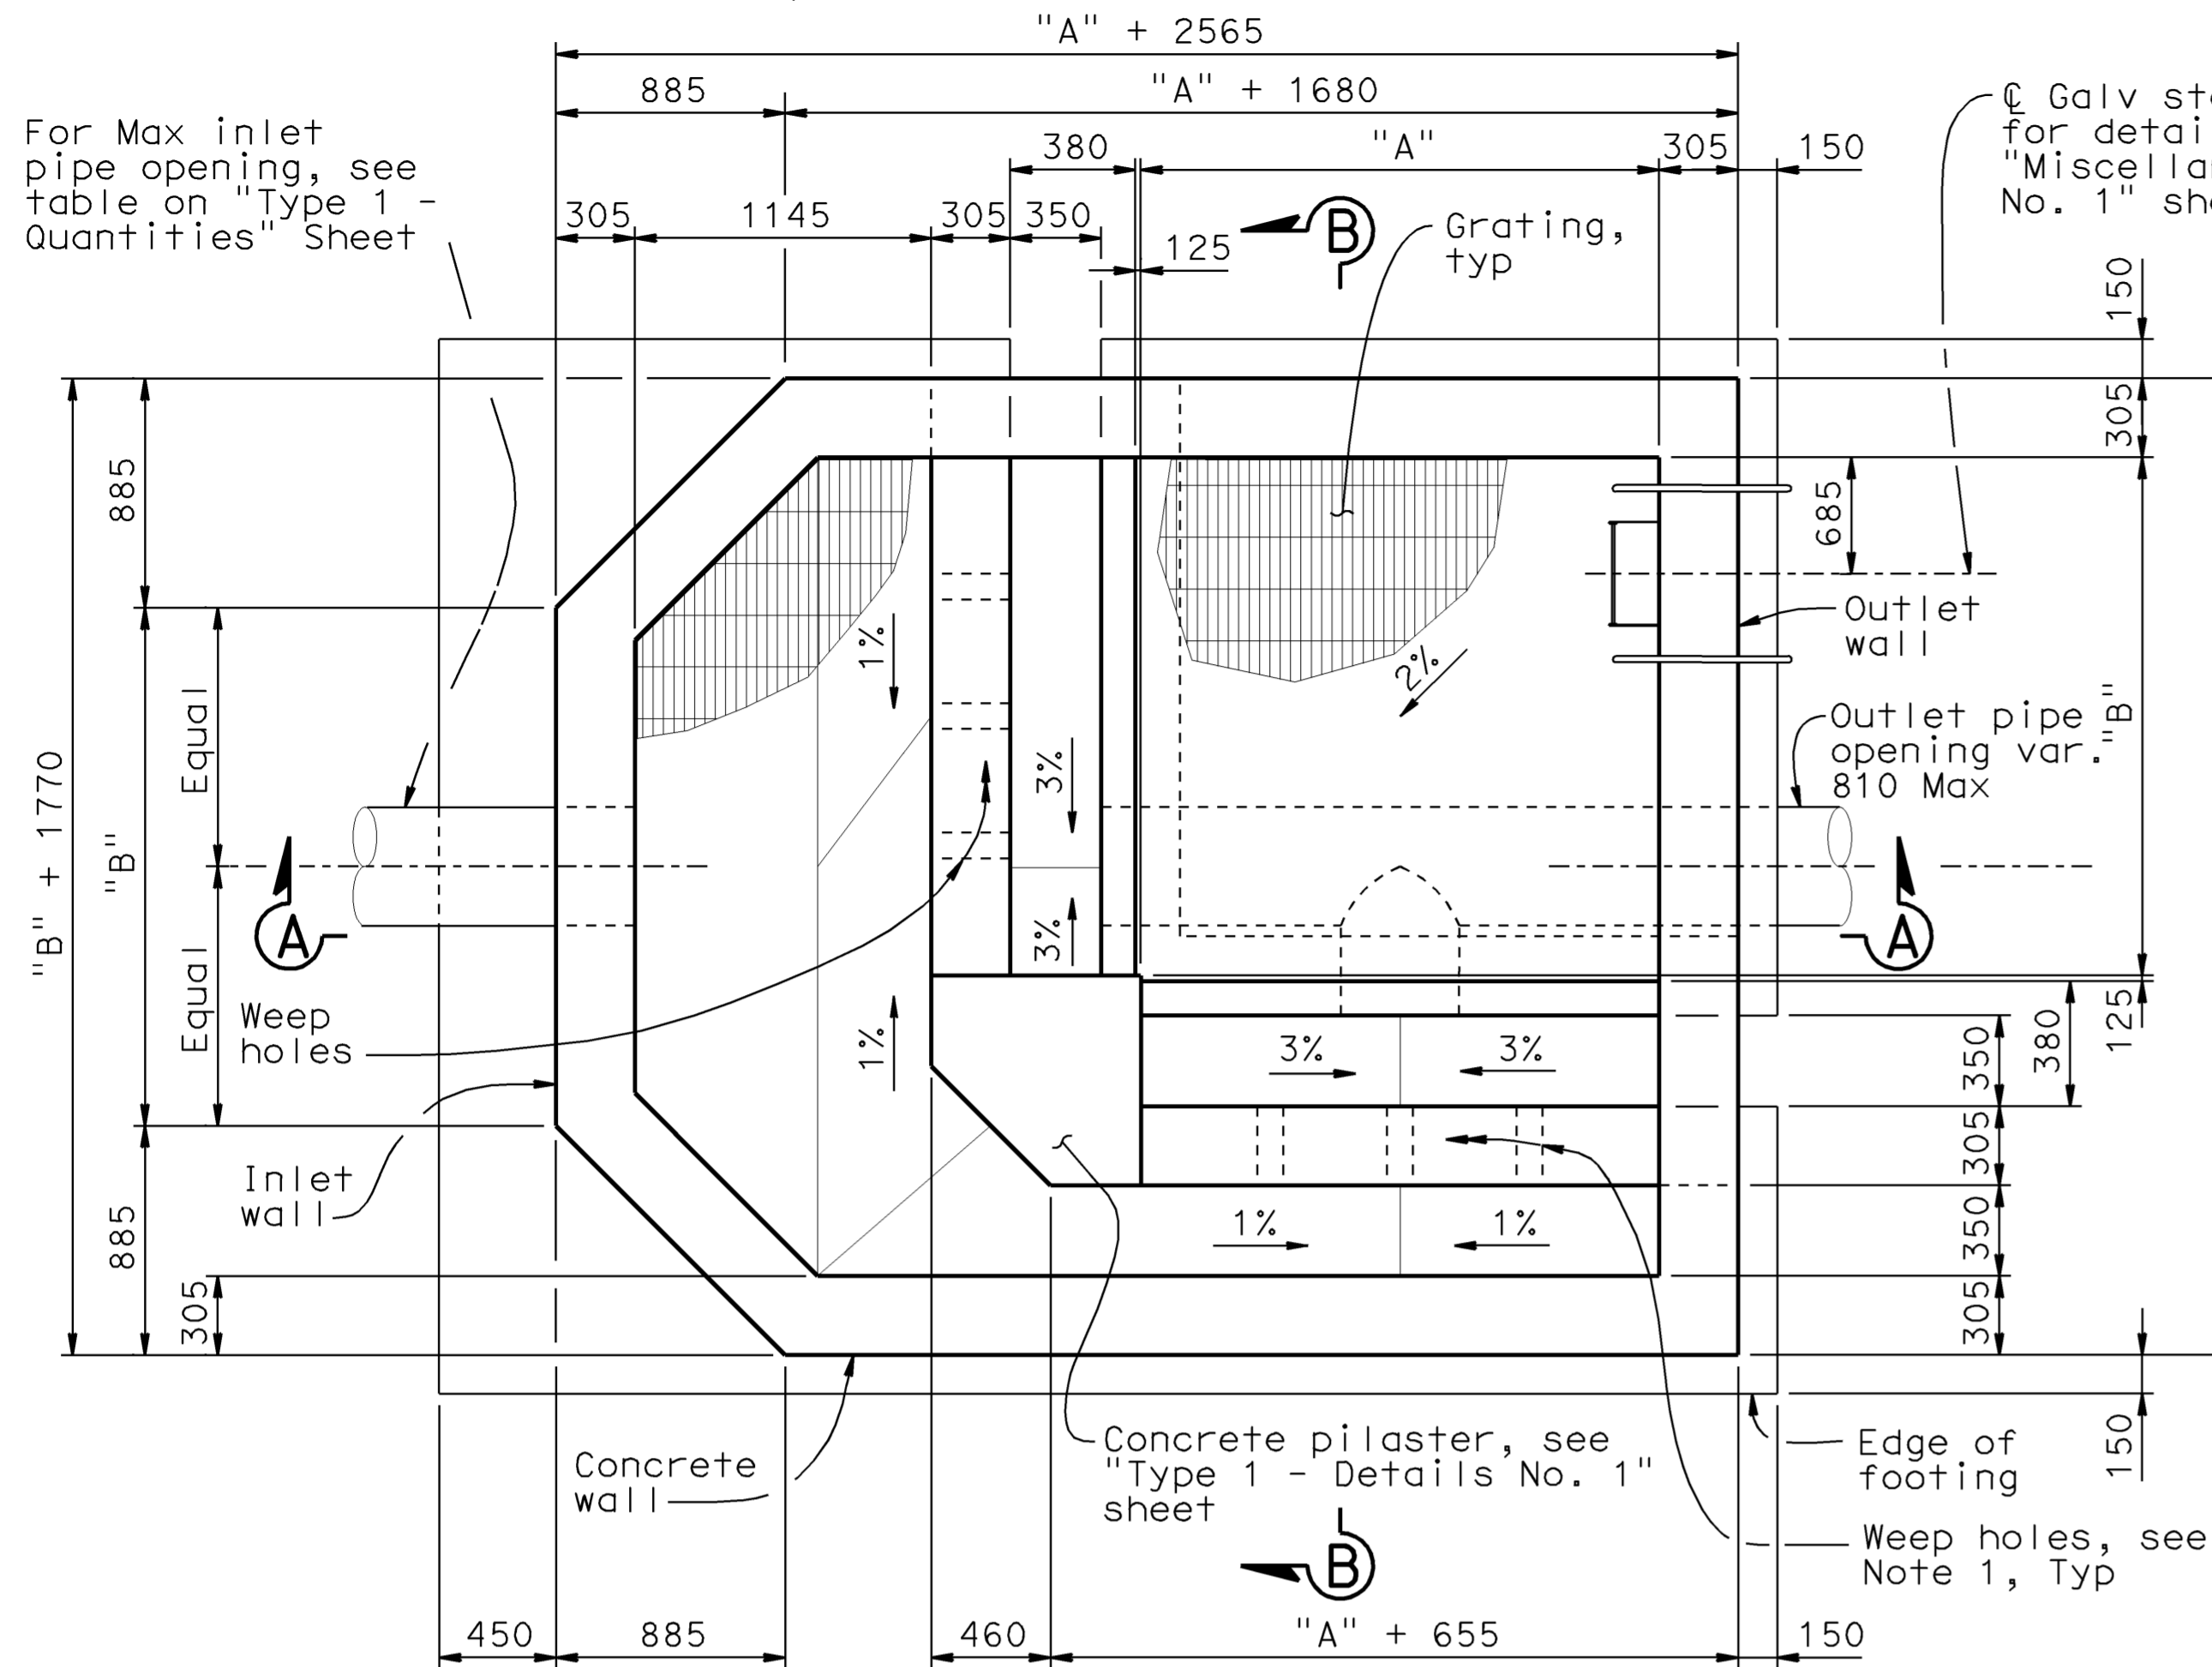 "A" + 2565
885
"A" + 1680
For Max inlet
pipe opening, see
table on "Type 1 -
Quantities" Sheet
380
"A"
305
150
℄ Galv
for
No. 1"
305
1145
305
350
125
B
Grating,
typ
150
305
685
885
"B" + 1770
"B"
Equal
Equal
885
305
1%
1%
3%
3%
2%
Outlet
wall
Outlet pipe
opening var.
810 Max
"B"
A
A
Weep
holes
Inlet
wall
3%
3%
1%
1%
125
380
350
305
350
305
150
Concrete
wall
Concrete pilaster, see
"Type 1 - Details No. 1"
sheet
Edge of
footing
B
Weep holes, see
Note 1, Typ
450
885
460
"A" + 655
150